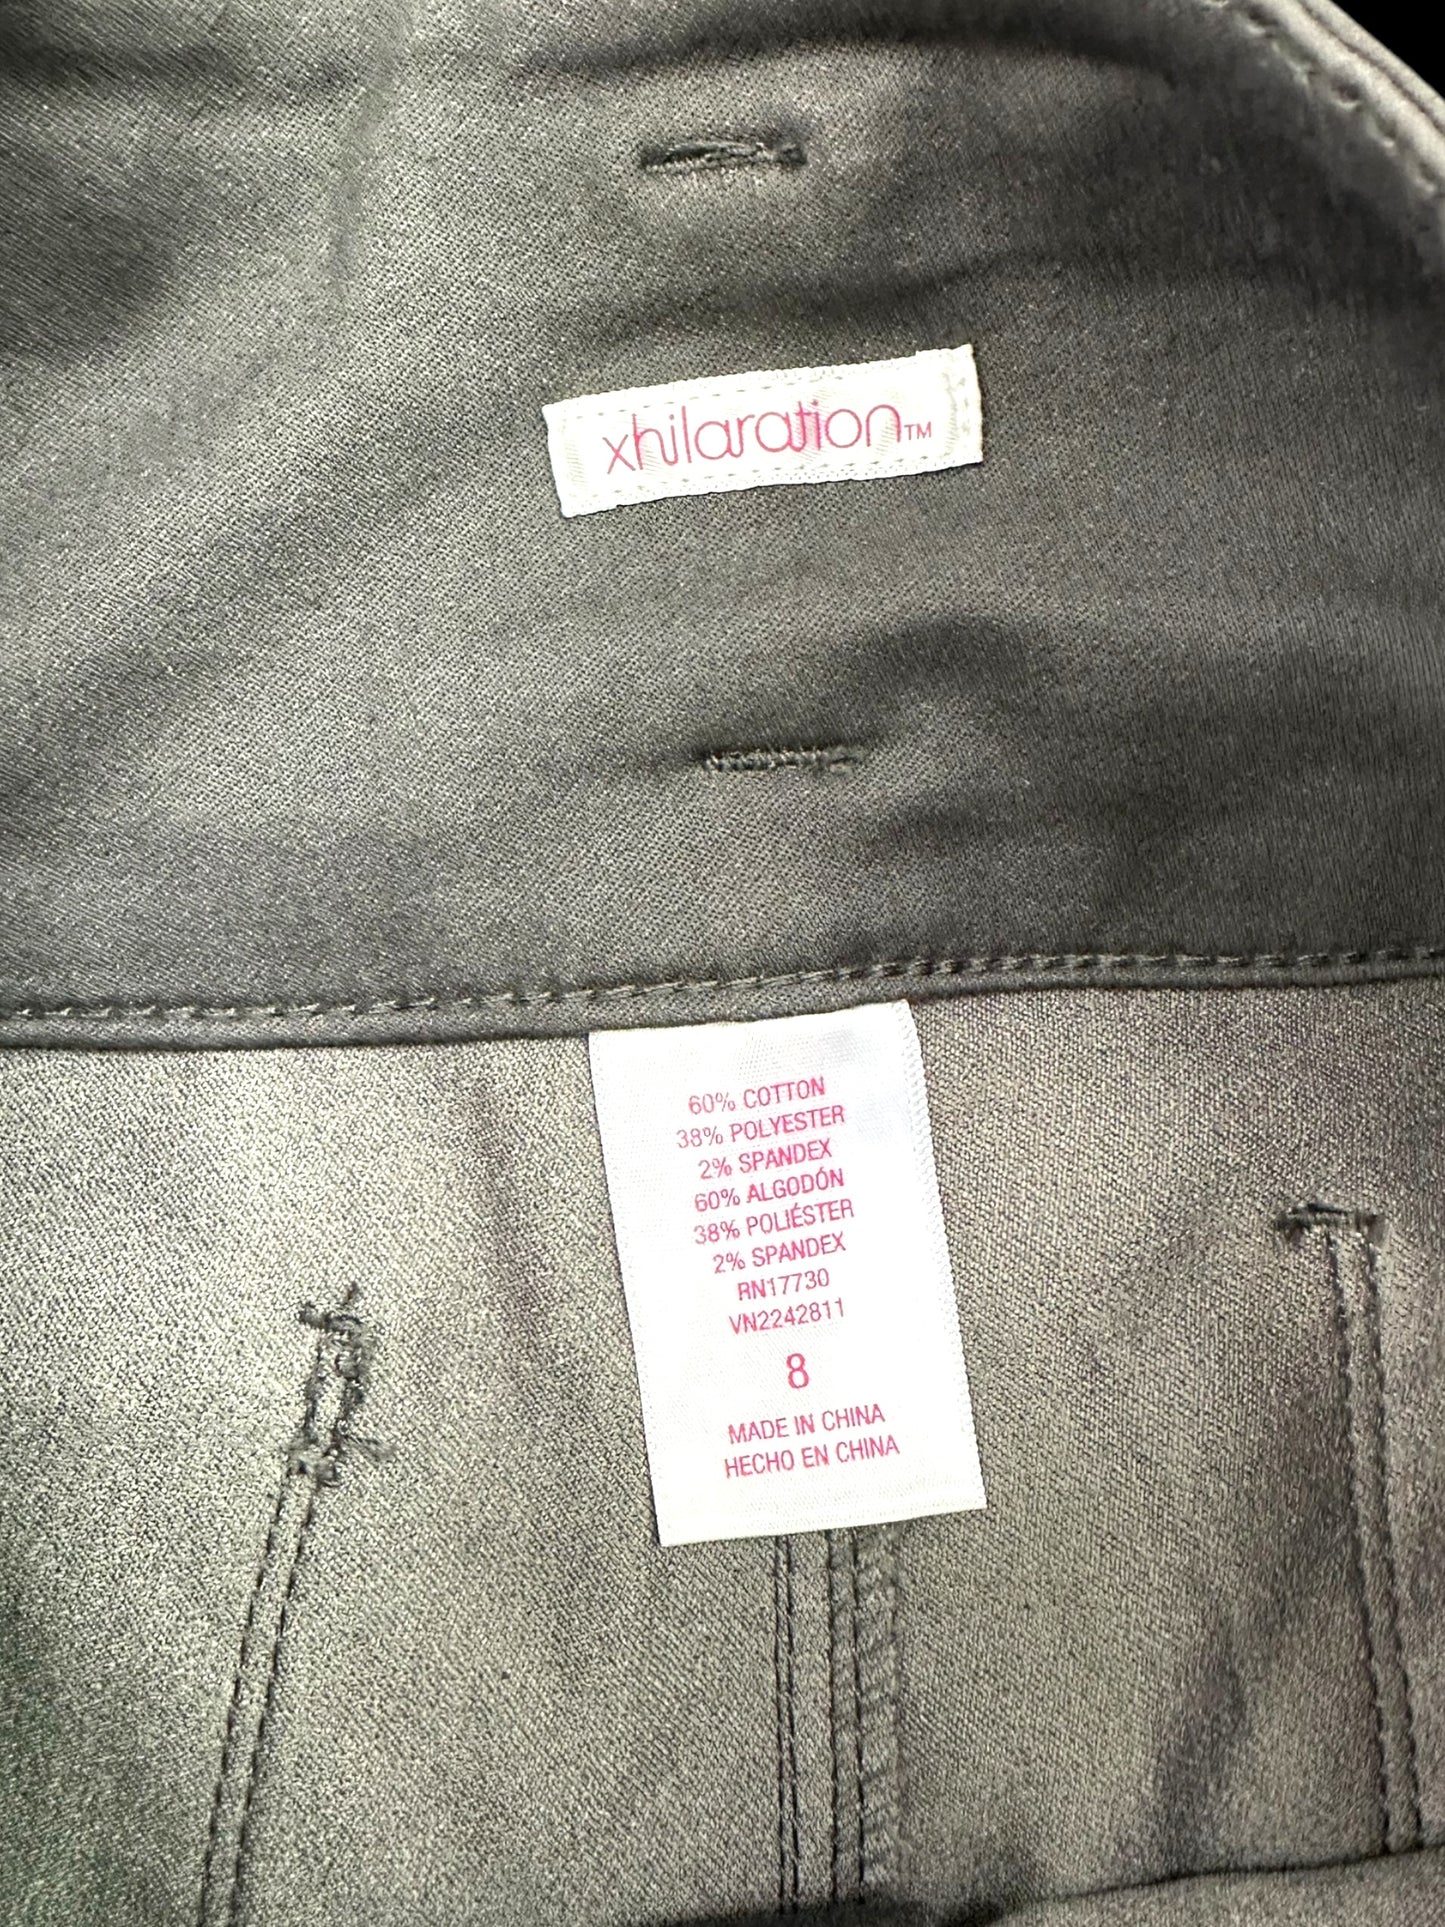 xhilaration™
60% COTTON
38% POLYESTER
2% SPANDEX
60% ALGODÓN
38% POLIÉSTER
2% SPANDEX
RN17730
VN2242811
8
MADE IN CHINA
HECHO EN CHINA